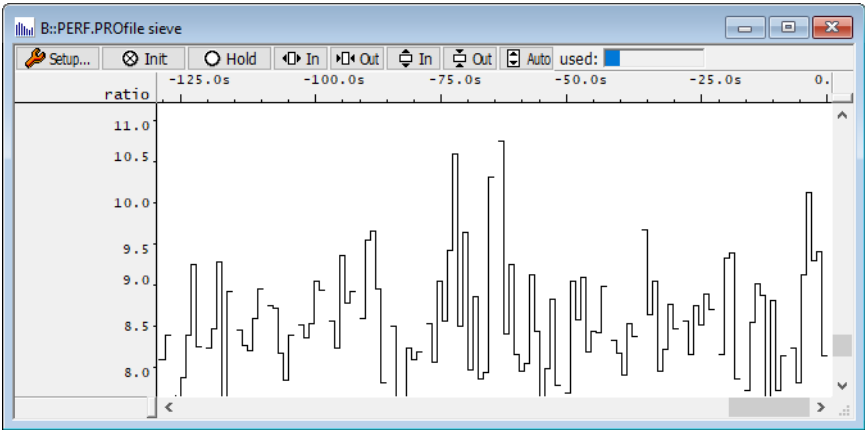 B::PERF.PROfile sieve
Setup... Init Hold In Out In Out Auto used:
-125.0s -100.0s -75.0s -50.0s -25.0s 0.
ratio
11.0
10.5
10.0
9.5
9.0
8.5
8.0